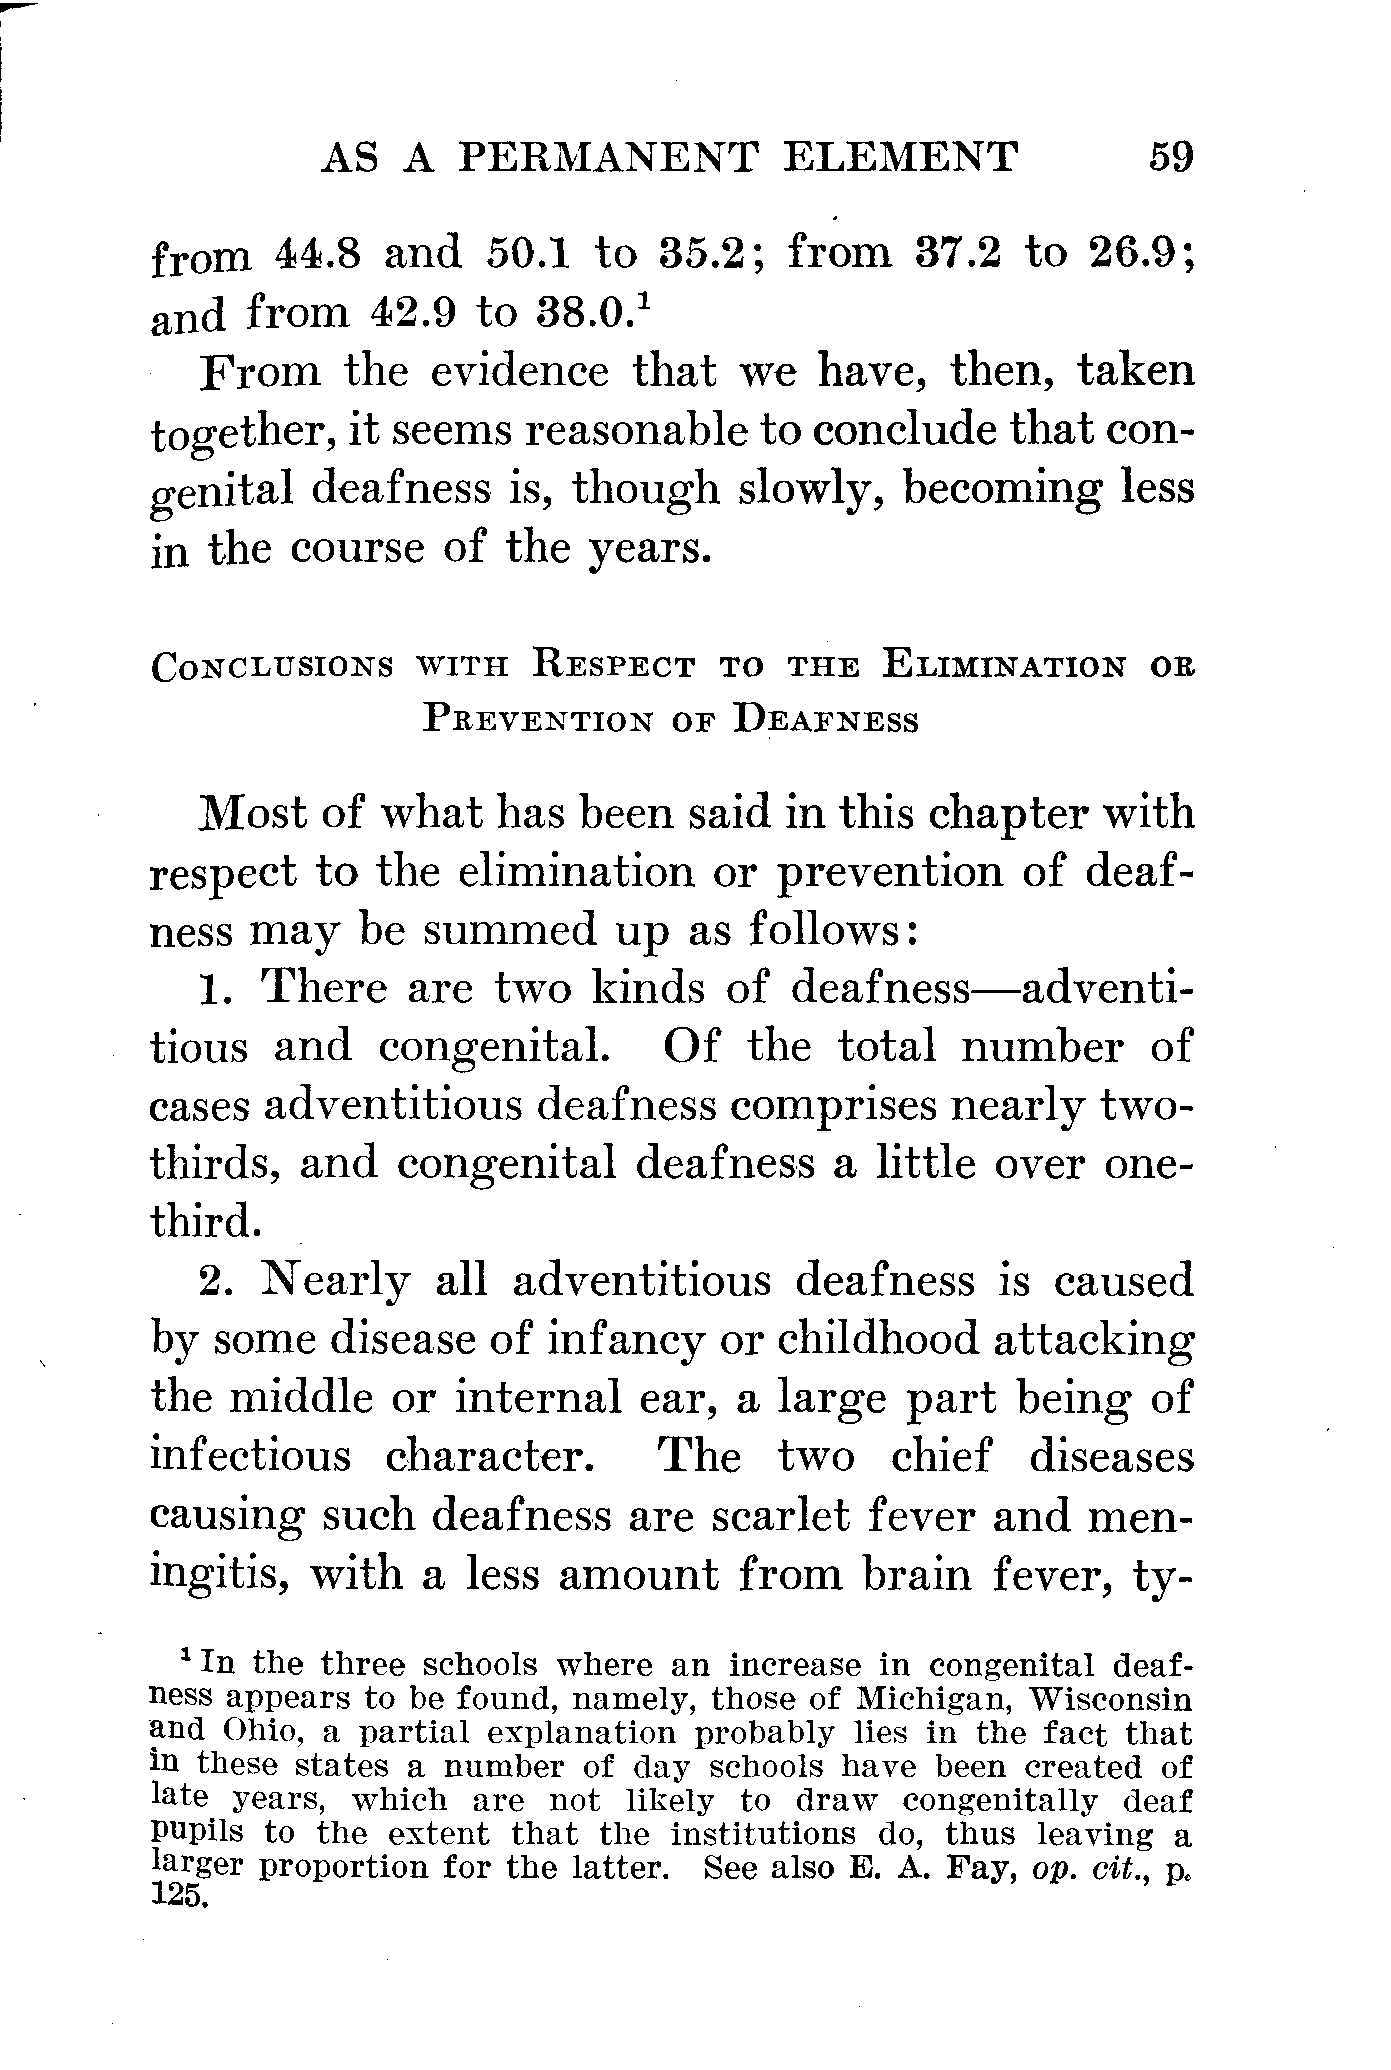 AS A PERMANENT ELEMENT 59
from 44.8 and 50.1 to 35.2; from 37.2 to 26.9;
and from 42.9 to 38.0.¹
From the evidence that we have, then, taken
together, it seems reasonable to conclude that con-
genital deafness is, though slowly, becoming less
in the course of the years.
Conclusions with Respect to the Elimination or
Prevention of Deafness
Most of what has been said in this chapter with
respect to the elimination or prevention of deaf-
ness may be summed up as follows:
1. There are two kinds of deafness—adventi-
tious and congenital. Of the total number of
cases adventitious deafness comprises nearly two-
thirds, and congenital deafness a little over one-
third.
2. Nearly all adventitious deafness is caused
by some disease of infancy or childhood attacking
the middle or internal ear, a large part being of
infectious character. The two chief diseases
causing such deafness are scarlet fever and men-
ingitis, with a less amount from brain fever, ty-
¹ In the three schools where an increase in congenital deaf-
ness appears to be found, namely, those of Michigan, Wisconsin
and Ohio, a partial explanation probably lies in the fact that
in these states a number of day schools have been created of
late years, which are not likely to draw congenitally deaf
pupils to the extent that the institutions do, thus leaving a
larger proportion for the latter. See also E. A. Fay, op. cit., p.
125.